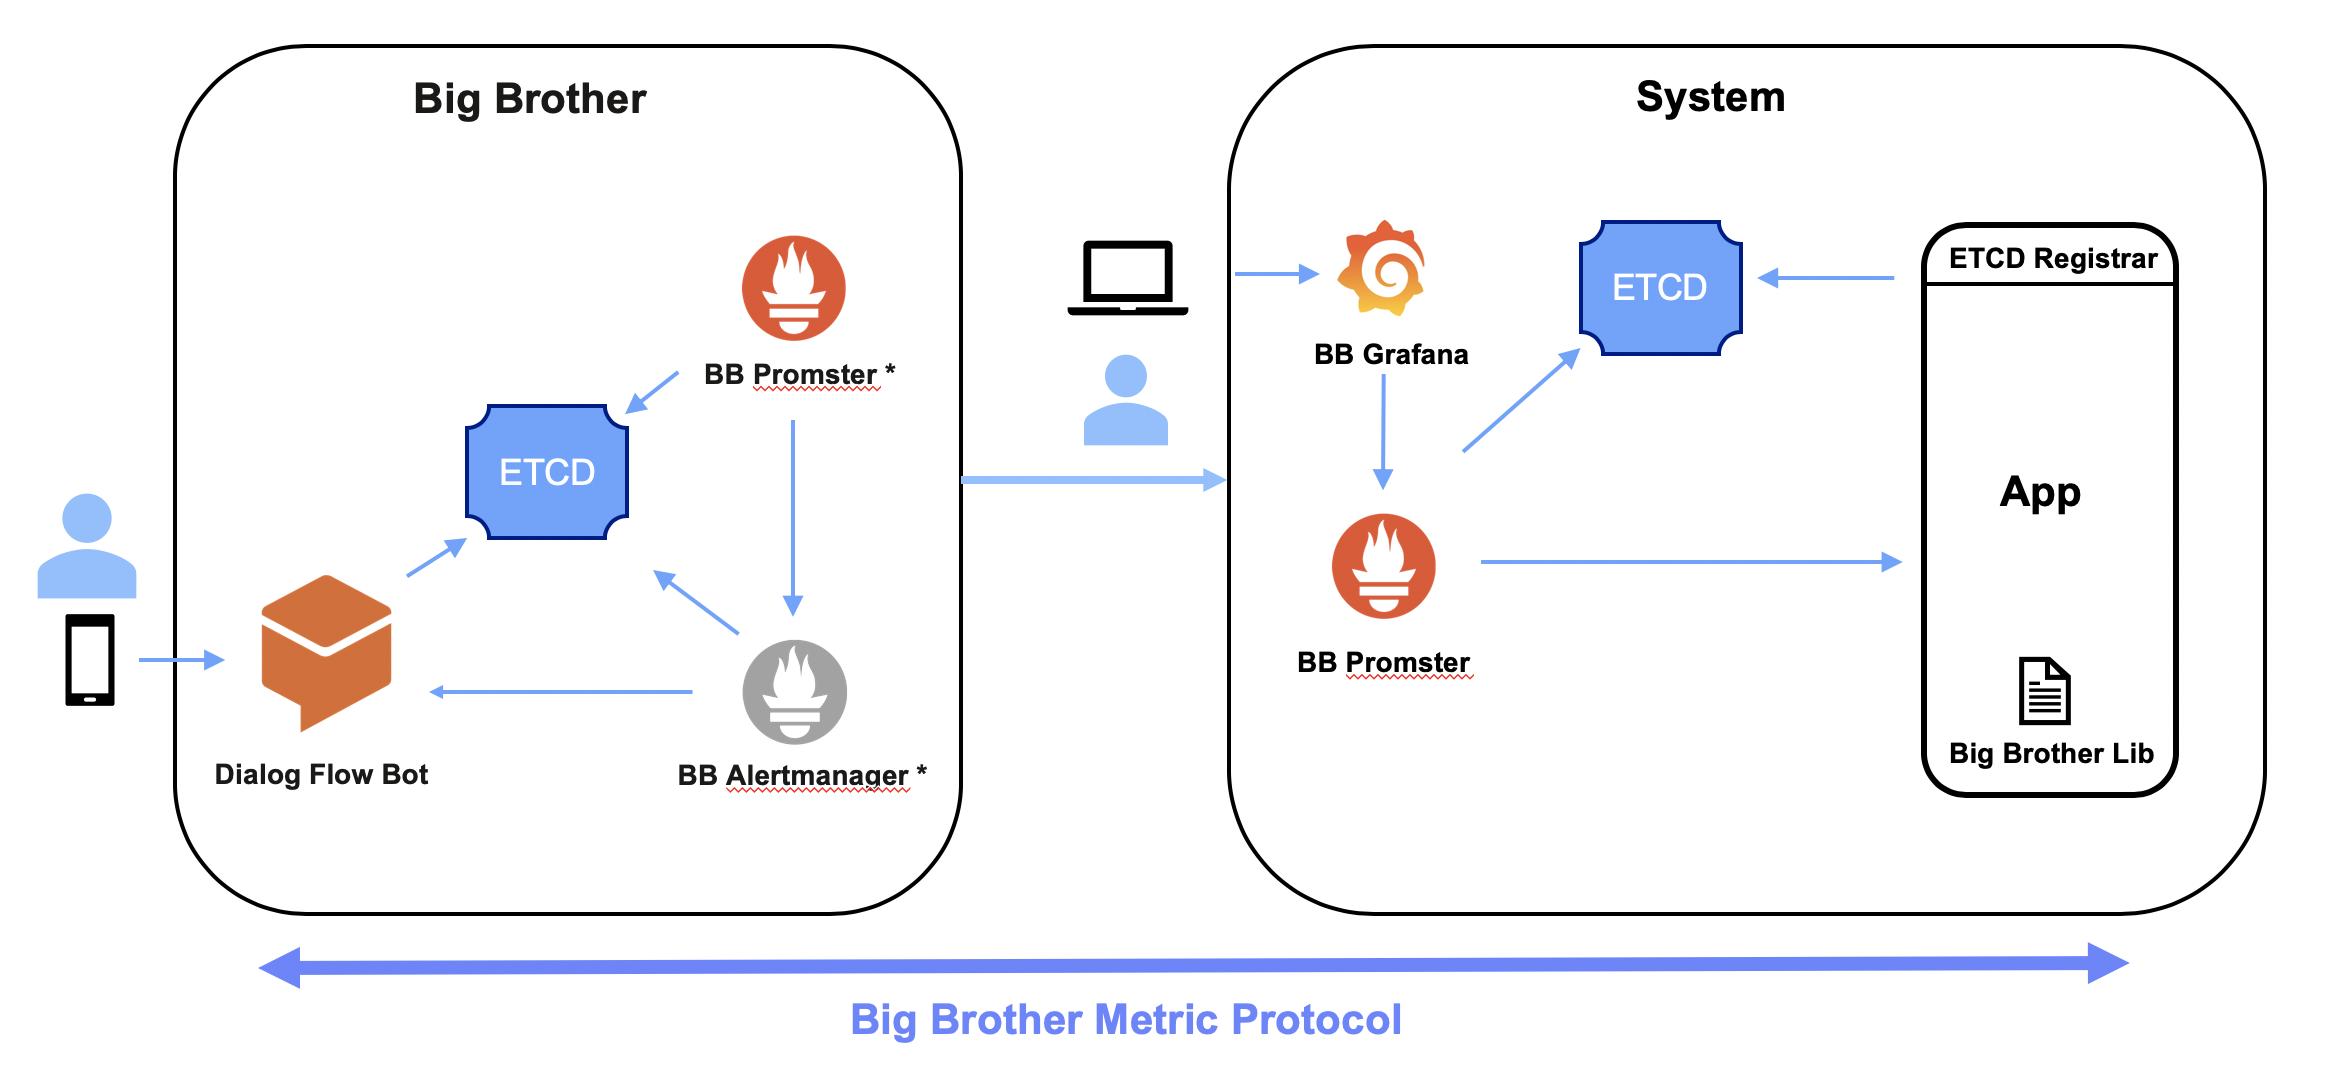 Big Brother
BB Promster *
ETCD
Dialog Flow Bot
BB Alertmanager *
System
BB Grafana
ETCD
ETCD Registrar
App
BB Promster
Big Brother Lib
Big Brother Metric Protocol